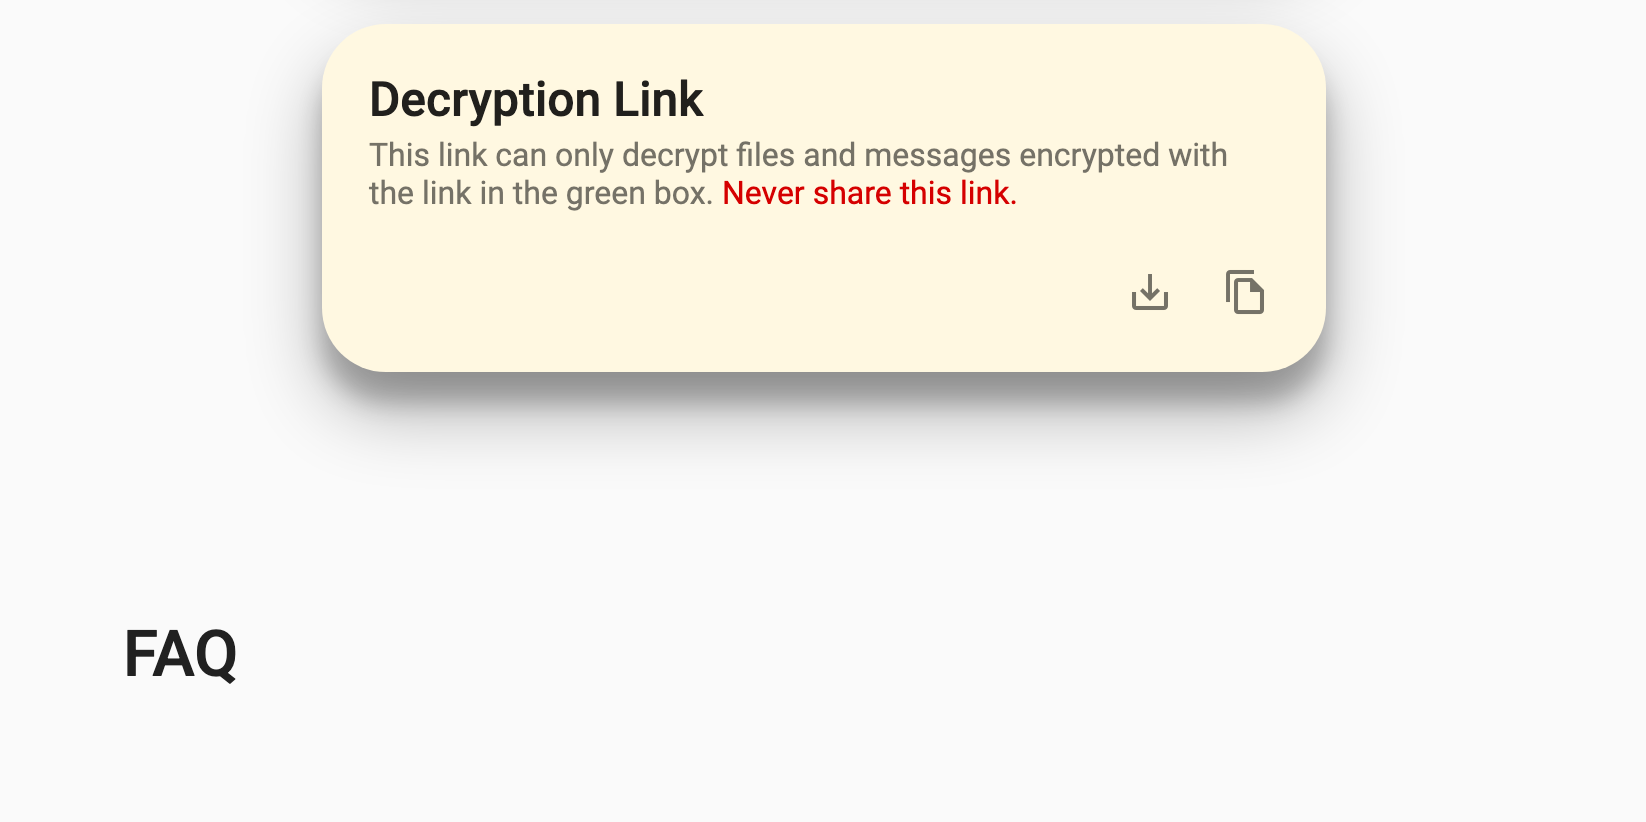 Decryption Link
This link can only decrypt files and messages encrypted with
the link in the green box. Never share this link.
FAQ